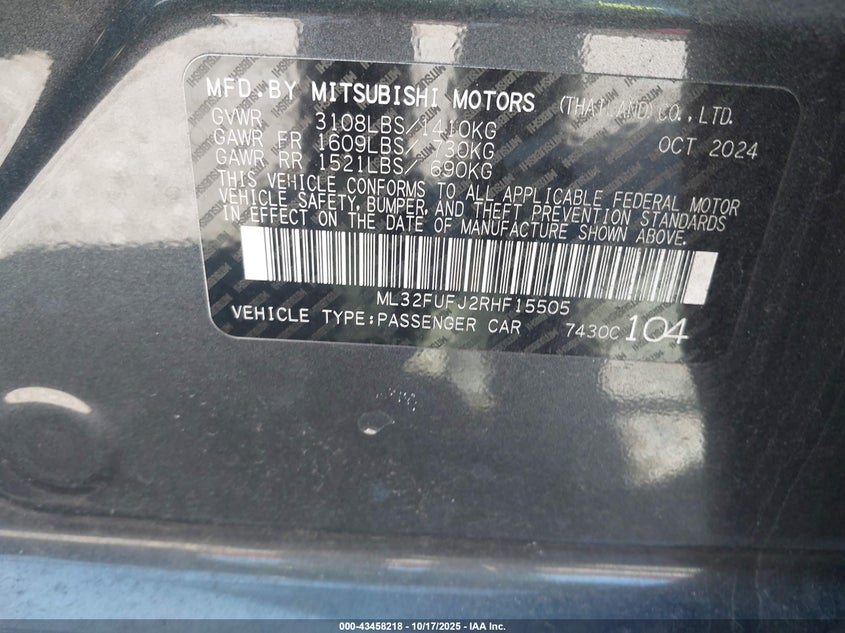 MFD. BY MITSUBISHI MOTORS (THAILAND) CO., LTD.
GVWR 3108LBS/1410KG OCT 2024
GAWR FR 1609LBS/ 730KG
GAWR RR 1521LBS/ 690KG
THIS VEHICLE CONFORMS TO ALL APPLICABLE FEDERAL MOTOR
VEHICLE SAFETY, BUMPER, AND THEFT PREVENTION STANDARDS
IN EFFECT ON THE DATE OF MANUFACTURE SHOWN ABOVE.
ML32FUFJ2RHF15505
VEHICLE TYPE:PASSENGER CAR 7430C 104
000-43458218 - 10/17/2025 - IAA Inc.